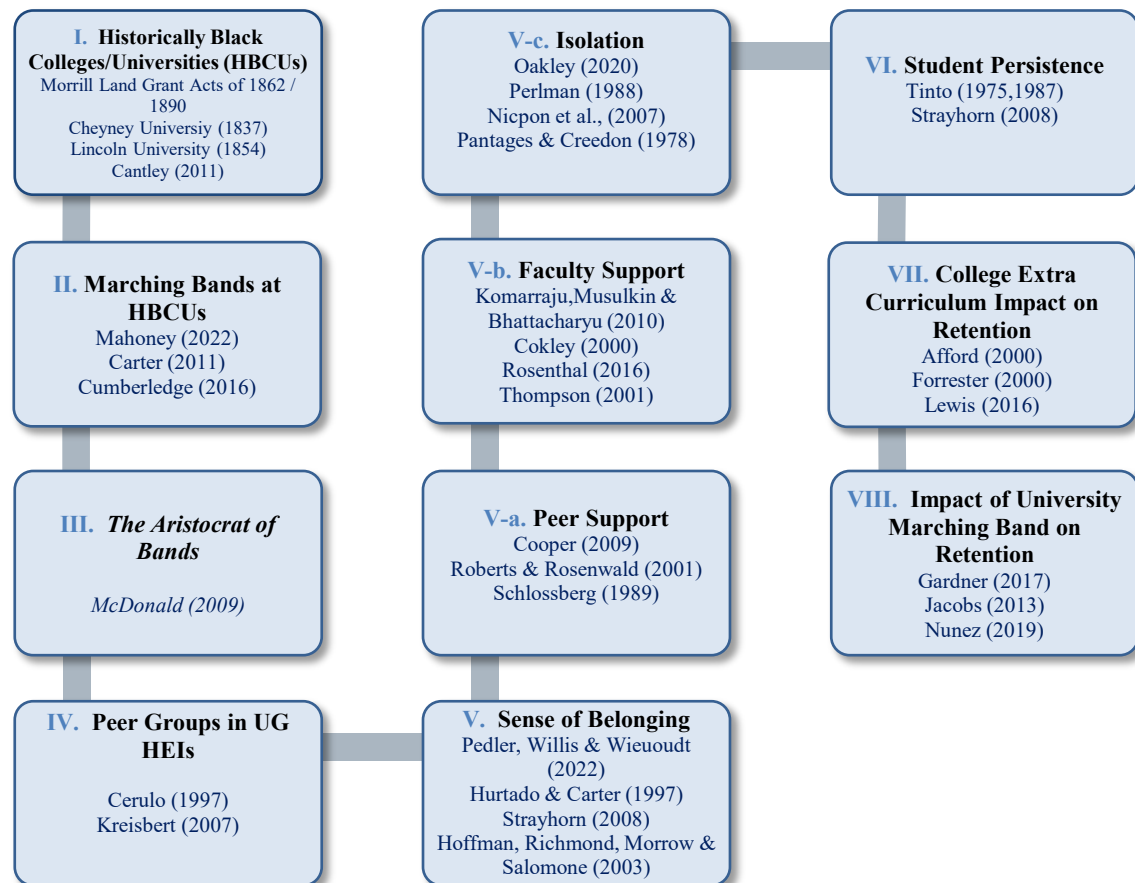 I. Historically Black
Colleges/Universities (HBCUs)
Morrill Land Grant Acts of 1862 /
1890
Cheyney Universiy (1837)
Lincoln University (1854)
Cantley (2011)
II. Marching Bands at
HBCUs
Mahoney (2022)
Carter (2011)
Cumberledge (2016)
III. The Aristocrat of
Bands
McDonald (2009)
IV. Peer Groups in UG
HEIs
Cerulo (1997)
Kreisbert (2007)
V. Sense of Belonging
Pedler, Willis & Wieuoudt
(2022)
Hurtado & Carter (1997)
Strayhorn (2008)
Hoffman, Richmond, Morrow &
Salomone (2003)
V-a. Peer Support
Cooper (2009)
Roberts & Rosenwald (2001)
Schlossberg (1989)
V-b. Faculty Support
Komarraju,Musulkin &
Bhattacharyu (2010)
Cokley (2000)
Rosenthal (2016)
Thompson (2001)
V-c. Isolation
Oakley (2020)
Perlman (1988)
Nicpon et al., (2007)
Pantages & Creedon (1978)
VI. Student Persistence
Tinto (1975,1987)
Strayhorn (2008)
VII. College Extra
Curriculum Impact on
Retention
Afford (2000)
Forrester (2000)
Lewis (2016)
VIII. Impact of University
Marching Band on
Retention
Gardner (2017)
Jacobs (2013)
Nunez (2019)